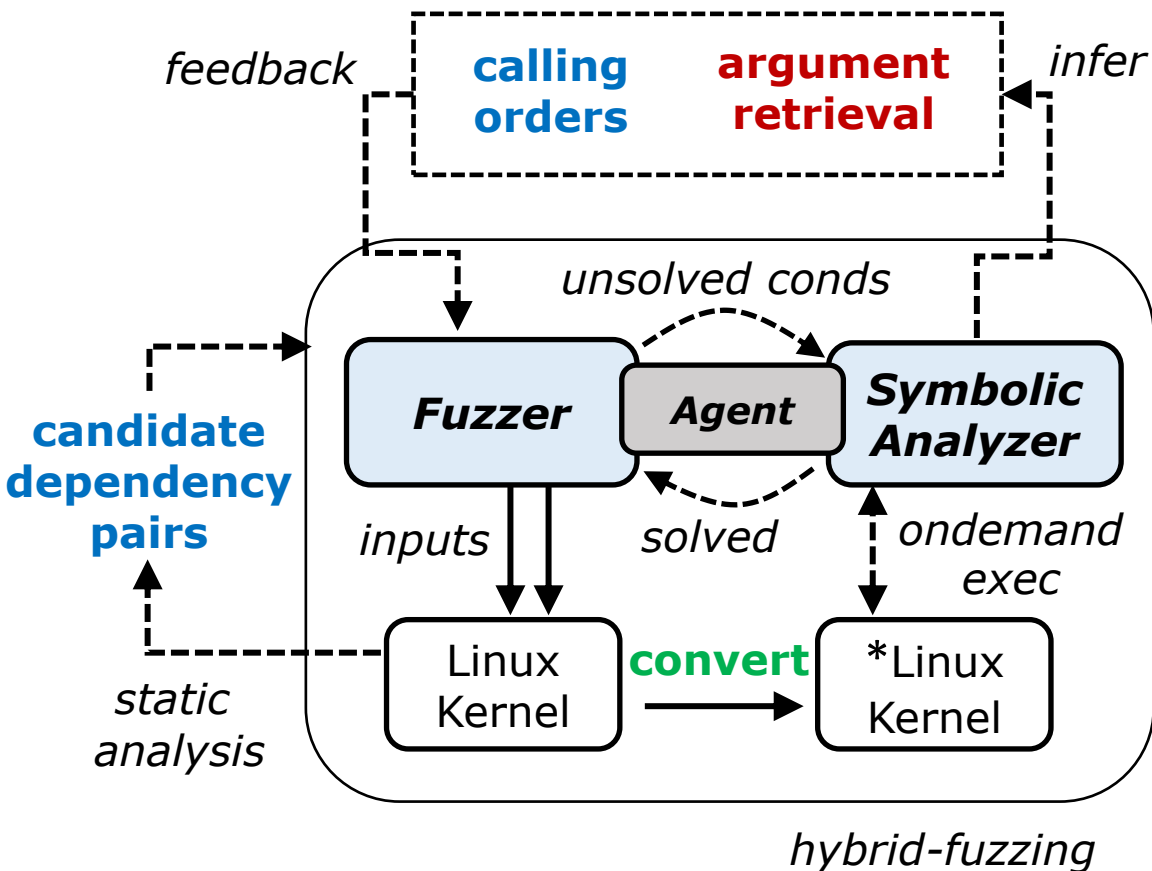 feedback
calling
orders
argument
retrieval
infer
unsolved conds
Fuzzer
Agent
Symbolic
Analyzer
candidate
dependency
pairs
inputs
solved
ondemand
exec
Linux
Kernel
convert
*Linux
Kernel
static
analysis
hybrid-fuzzing